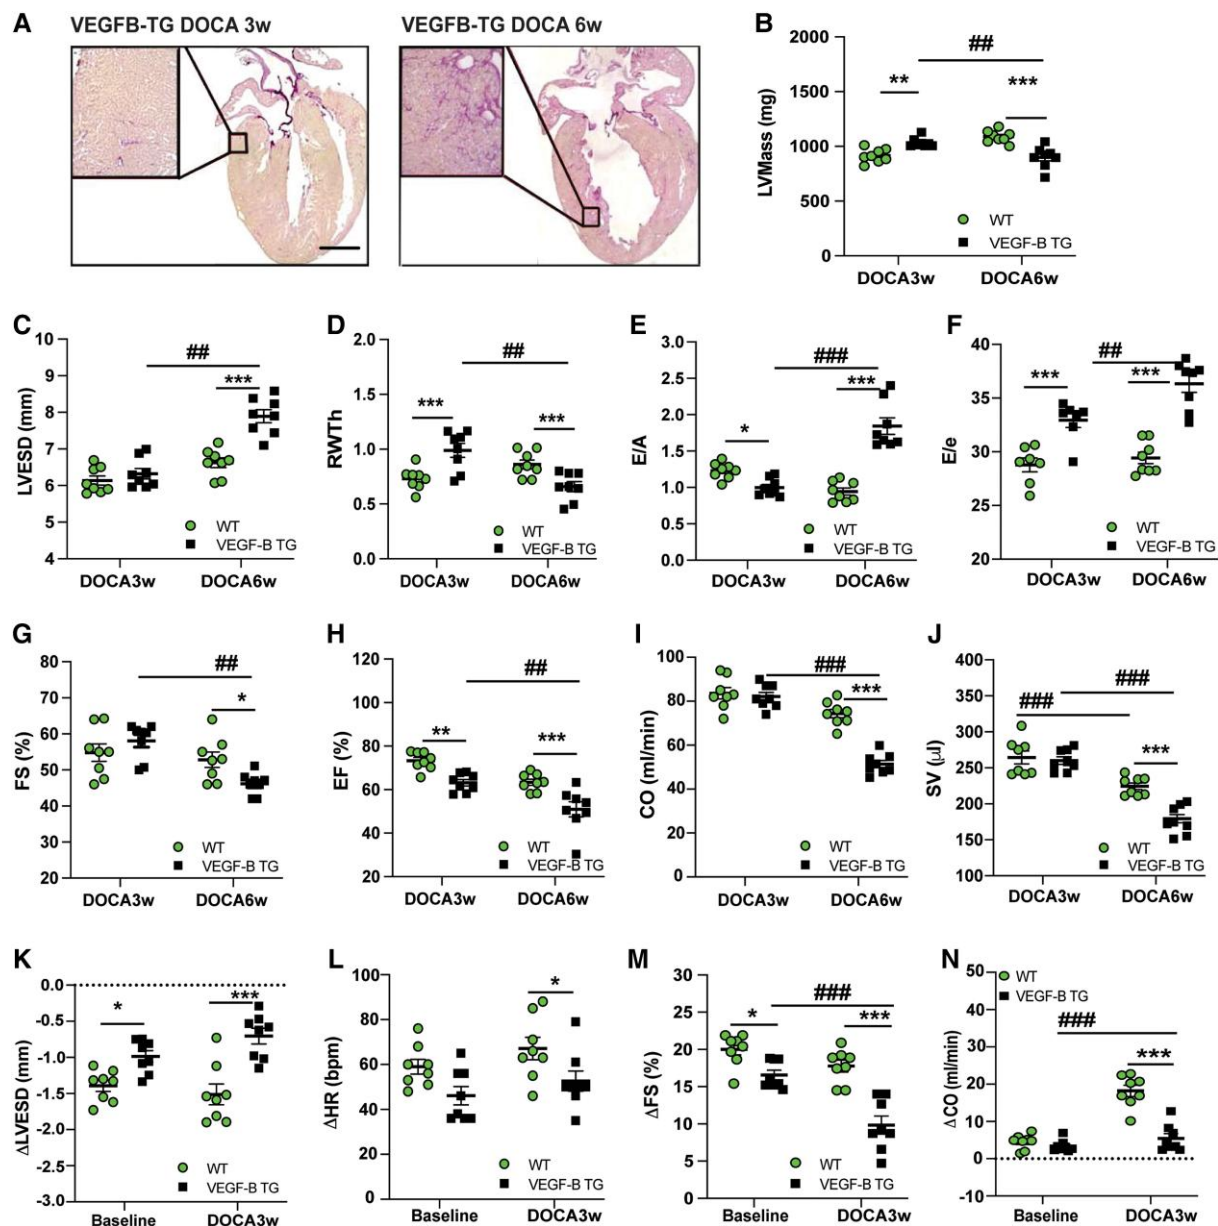 A
VEGFB-TG DOCA 3w
VEGFB-TG DOCA 6w
B
LVMass (mg)
2000
1500
1000
500
0
**
##
***
WT
VEGF-B TG
DOCA3w
DOCA6w
C
LVESD (mm)
10
9
8
7
6
5
4
##
***
WT
VEGF-B TG
DOCA3w
DOCA6w
D
RWTh
2.0
1.5
1.0
0.5
0.0
##
***
***
WT
VEGF-B TG
DOCA3w
DOCA6w
E
E/A
3.0
2.5
2.0
1.5
1.0
0.5
0.0
###
***
*
WT
VEGF-B TG
DOCA3w
DOCA6w
F
E/e
40
35
30
25
20
##
***
***
WT
VEGF-B TG
DOCA3w
DOCA6w
G
FS (%)
80
70
60
50
40
30
20
##
*
WT
VEGF-B TG
DOCA3w
DOCA6w
H
EF (%)
120
100
80
60
40
20
##
**
***
WT
VEGF-B TG
DOCA3w
DOCA6w
I
CO (ml/min)
100
80
60
40
20
0
###
***
WT
VEGF-B TG
DOCA3w
DOCA6w
J
SV (μl)
400
350
300
250
200
150
100
###
###
***
WT
VEGF-B TG
DOCA3w
DOCA6w
K
ΔLVESD (mm)
0.0
-0.5
-1.0
-1.5
-2.0
-2.5
-3.0
*
***
WT
VEGF-B TG
Baseline
DOCA3w
L
ΔHR (bpm)
100
80
60
40
20
0
*
WT
VEGF-B TG
Baseline
DOCA3w
M
ΔFS (%)
30
25
20
15
10
5
0
###
*
***
WT
VEGF-B TG
Baseline
DOCA3w
N
ΔCO (ml/min)
50
40
30
20
10
0
-10
WT
VEGF-B TG
###
***
Baseline
DOCA3w